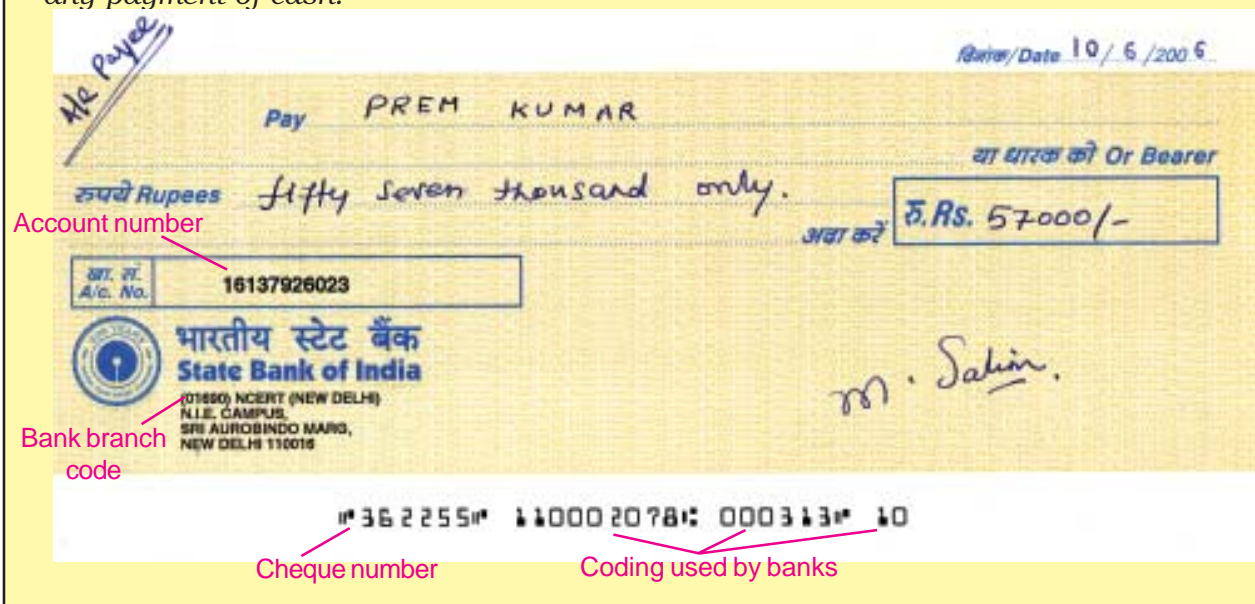 any payment of cash.
A/c Payee
दिनांक/Date 10/ 6 /200 6
Pay PREM KUMAR
या धारक को Or Bearer
रुपये Rupees fifty seven thousand only.
अदा करें रु.Rs. 57000/-
Account number
खा. सं.
A/c. No. 16137926023
भारतीय स्टेट बैंक
State Bank of India
(01690) NCERT (NEW DELHI)
N.I.E. CAMPUS,
SRI AUROBINDO MARG,
NEW DELHI 110016
M. Salim.
Bank branch
code
⑈362255⑈ 110002078⑆ 000313⑈ 10
Cheque number
Coding used by banks